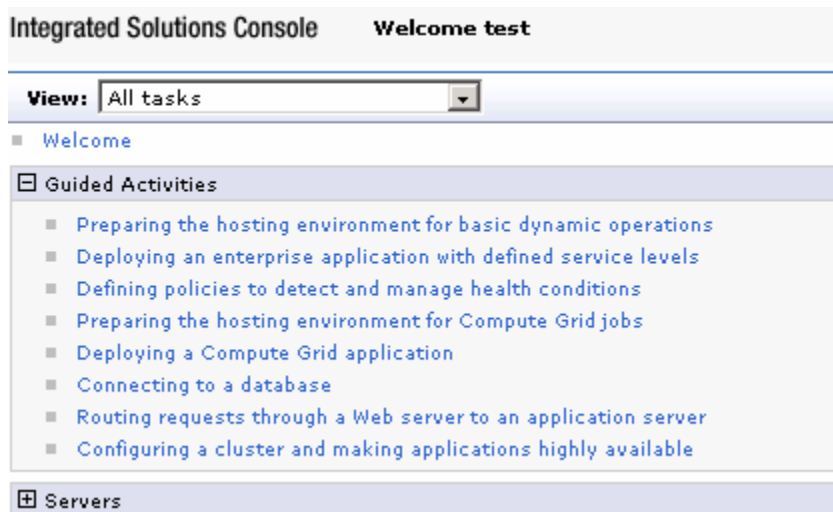 Integrated Solutions Console Welcome test
View: All tasks
Welcome
Guided Activities
Preparing the hosting environment for basic dynamic operations
Deploying an enterprise application with defined service levels
Defining policies to detect and manage health conditions
Preparing the hosting environment for Compute Grid jobs
Deploying a Compute Grid application
Connecting to a database
Routing requests through a Web server to an application server
Configuring a cluster and making applications highly available
Servers